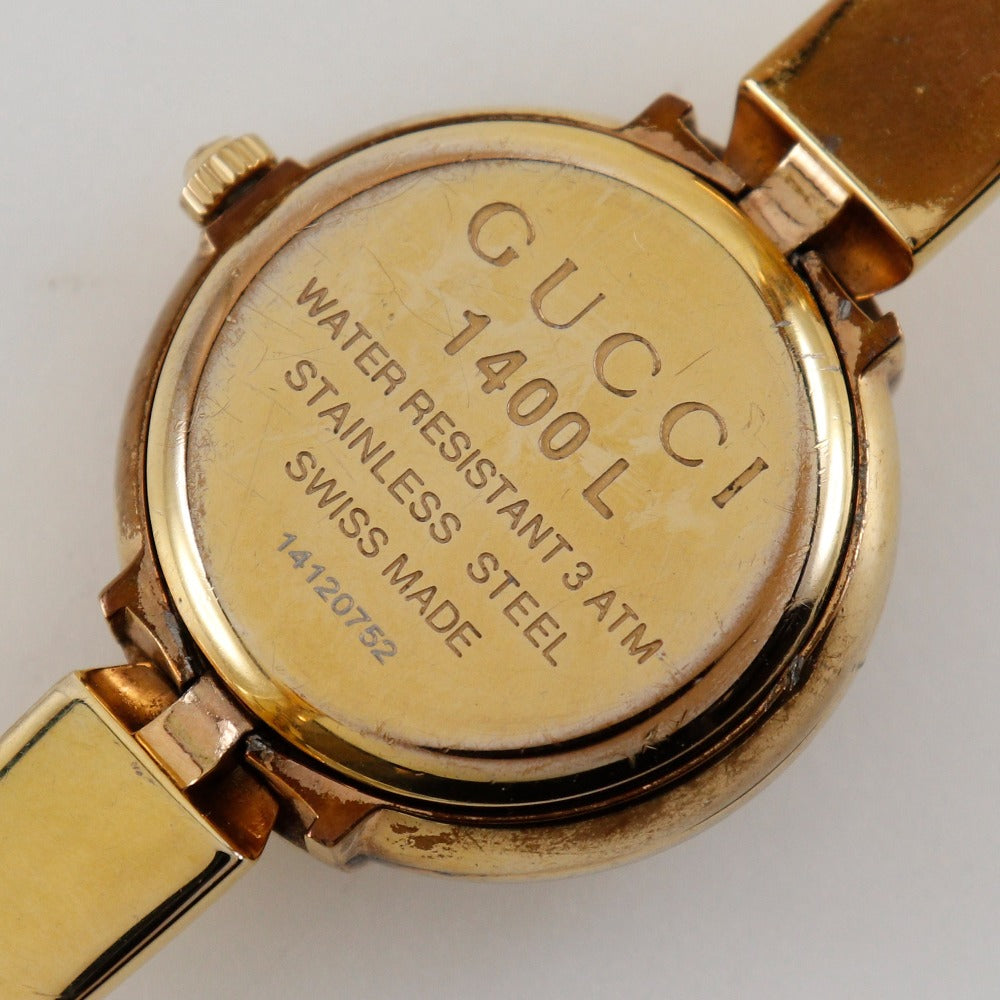 GUCCI
1400 L
WATER RESISTANT 3 ATM
STAINLESS STEEL
SWISS MADE
14120752